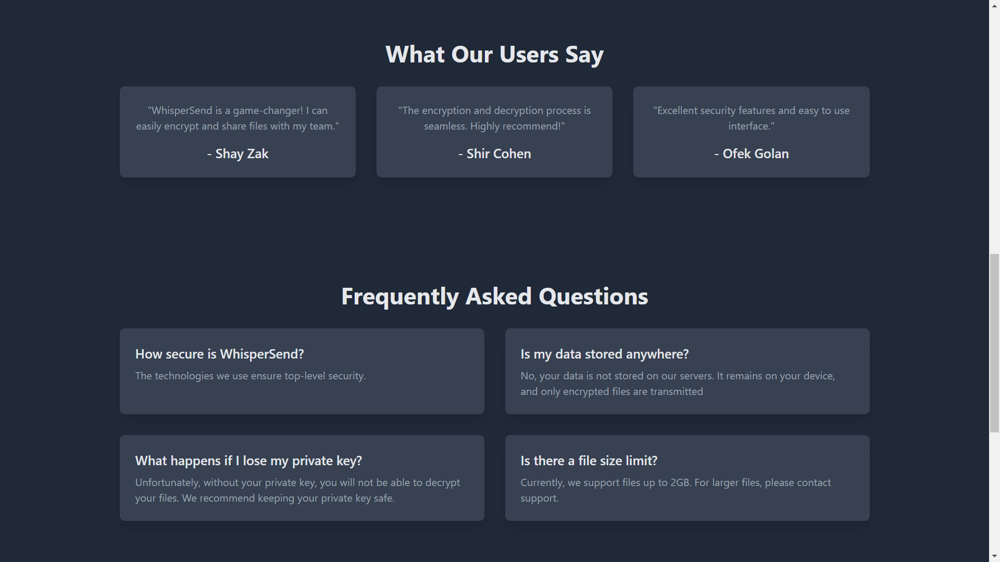 What Our Users Say
"WhisperSend is a game-changer! I can
easily encrypt and share files with my team."
- Shay Zak
"The encryption and decryption process is
seamless. Highly recommend!"
- Shir Cohen
"Excellent security features and easy to use
interface."
- Ofek Golan
Frequently Asked Questions
How secure is WhisperSend?
The technologies we use ensure top-level security.
Is my data stored anywhere?
No, your data is not stored on our servers. It remains on your device,
and only encrypted files are transmitted
What happens if I lose my private key?
Unfortunately, without your private key, you will not be able to decrypt
your files. We recommend keeping your private key safe.
Is there a file size limit?
Currently, we support files up to 2GB. For larger files, please contact
support.